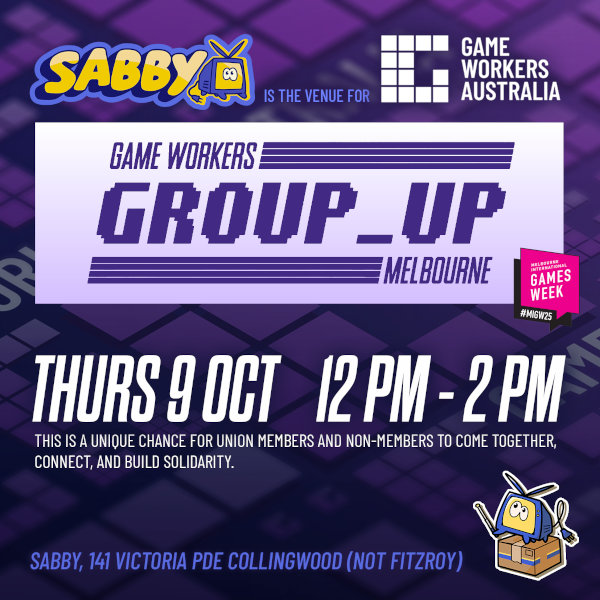 SABBY
IS THE VENUE FOR
GAME
WORKERS
AUSTRALIA
GAME WORKERS
GROUP_UP
MELBOURNE
MELBOURNE
INTERNATIONAL
GAMES
WEEK
#MIGW25
THURS 9 OCT 12 PM - 2 PM
THIS IS A UNIQUE CHANCE FOR UNION MEMBERS AND NON-MEMBERS TO COME TOGETHER,
CONNECT, AND BUILD SOLIDARITY.
SABBY, 141 VICTORIA PDE COLLINGWOOD (NOT FITZROY)